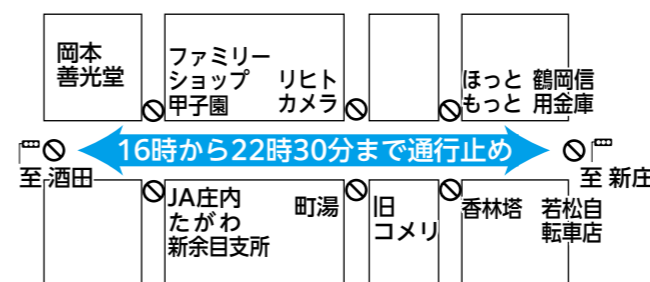 岡本
善光堂
ファミリー
ショップ
甲子園
リヒト
カメラ
ほっと
もっと
鶴岡信
用金庫
16時から22時30分まで通行止め
至 酒田
至 新庄
JA庄内
たがわ
新余目支所
町湯
旧
コメリ
香林塔
若松自
転車店